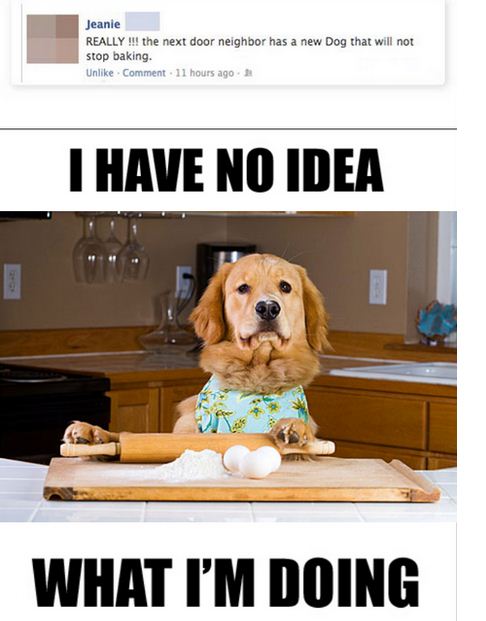 Jeanie
REALLY !!! the next door neighbor has a new Dog that will not
stop baking.
Unlike · Comment · 11 hours ago ·
I HAVE NO IDEA
WHAT I'M DOING